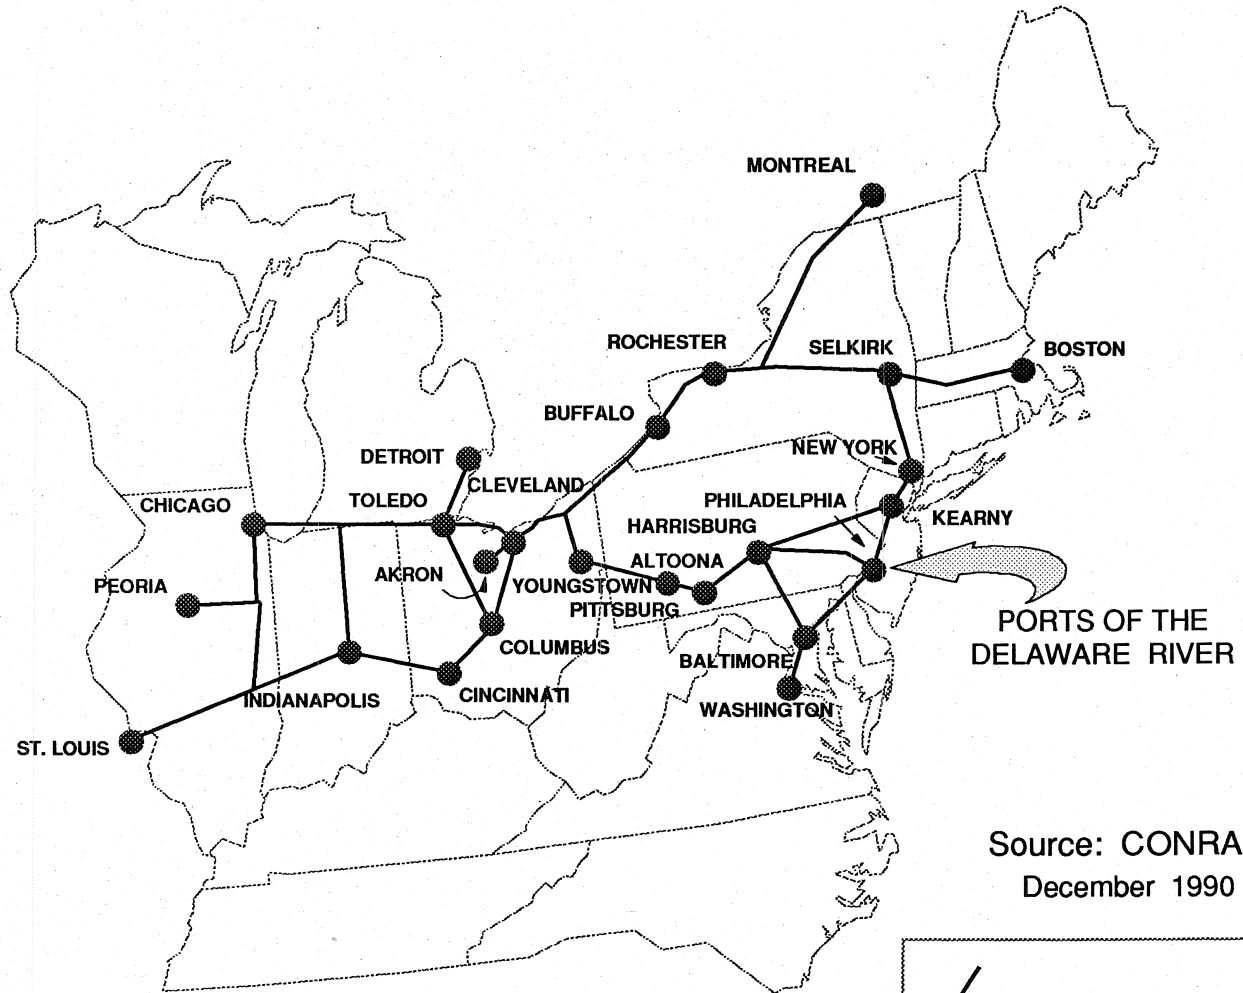 MONTREAL
ROCHESTER
SELKIRK
BOSTON
BUFFALO
DETROIT
CLEVELAND
NEW YORK
CHICAGO
TOLEDO
PHILADELPHIA
KEARNY
HARRISBURG
ALTOONA
AKRON
PEORIA
YOUNGSTOWN
PITTSBURG
PORTS OF THE
DELAWARE RIVER
COLUMBUS
BALTIMORE
CINCINNATI
INDIANAPOLIS
WASHINGTON
ST. LOUIS
Source: CONRA
December 1990